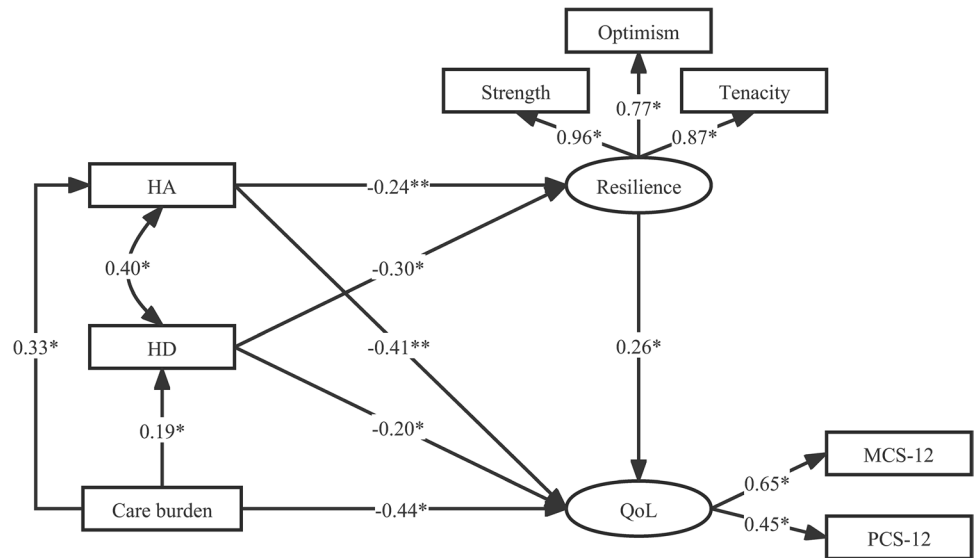 Optimism
Strength
Tenacity
0.77*
0.96*
0.87*
HA
-0.24**
Resilience
0.40*
-0.30*
0.33*
HD
-0.41**
0.26*
0.19*
-0.20*
MCS-12
0.65*
Care burden
-0.44*
QoL
0.45*
PCS-12